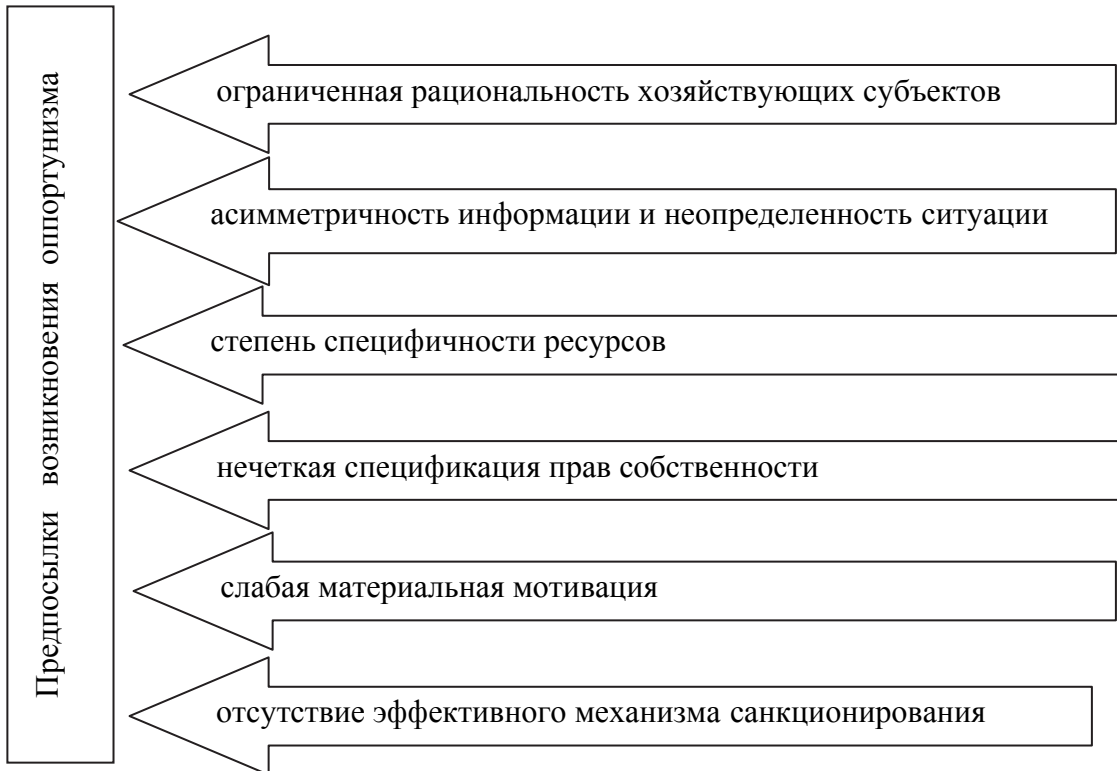 Предпосылки возникновения оппортунизма
ограниченная рациональность хозяйствующих субъектов
асимметричность информации и неопределенность ситуации
степень специфичности ресурсов
нечеткая спецификация прав собственности
слабая материальная мотивация
отсутствие эффективного механизма санкционирования